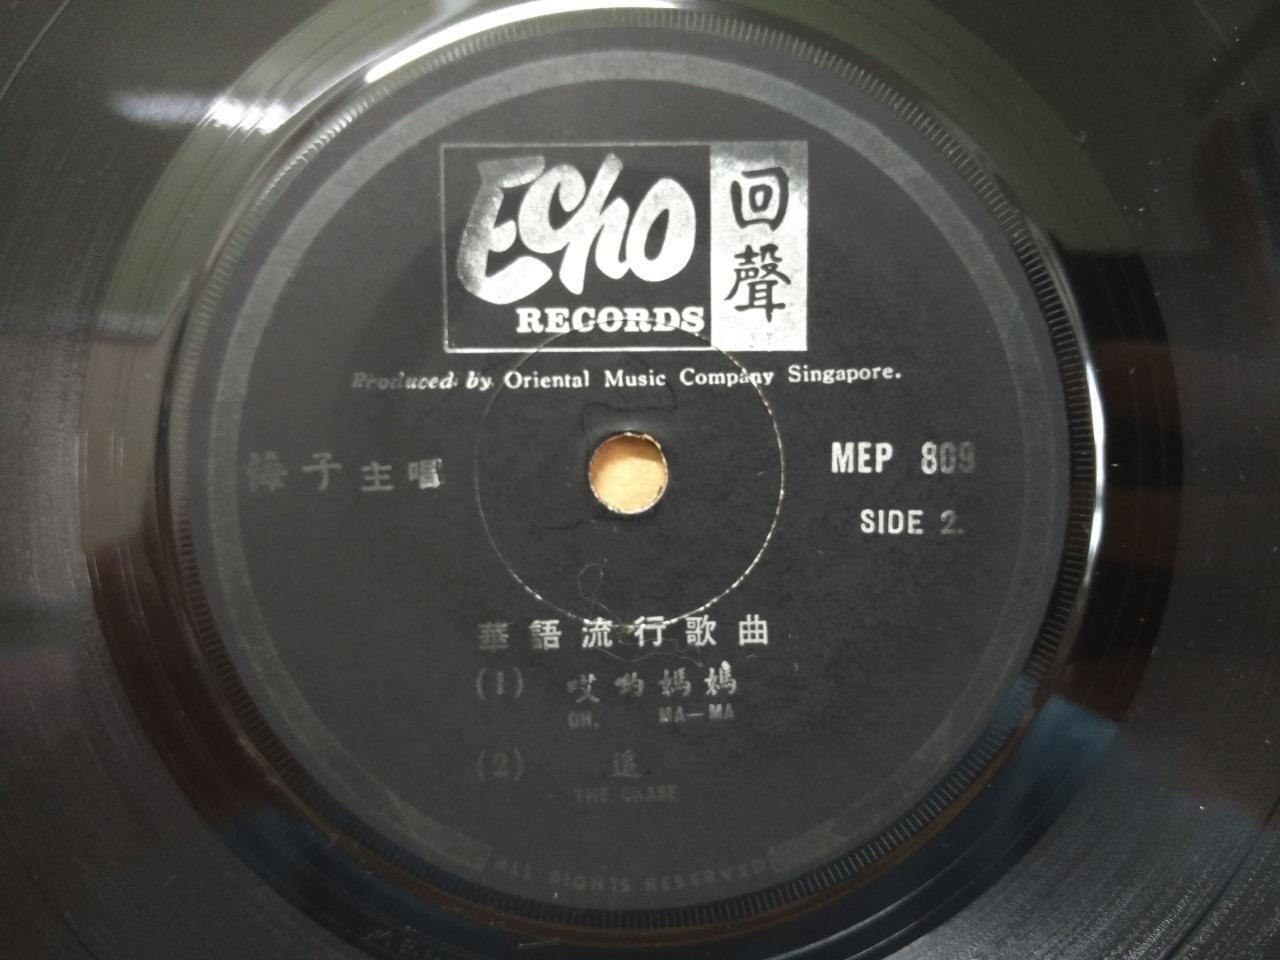 Echo
RECORDS
回聲
Produced by Oriental Music Company Singapore.
梅子主唱
MEP 809
SIDE 2.
華語流行歌曲
(1) 哎喲媽媽
OH, MA—MA
(2) 追
THE CHASE
ALL RIGHTS RESERVED